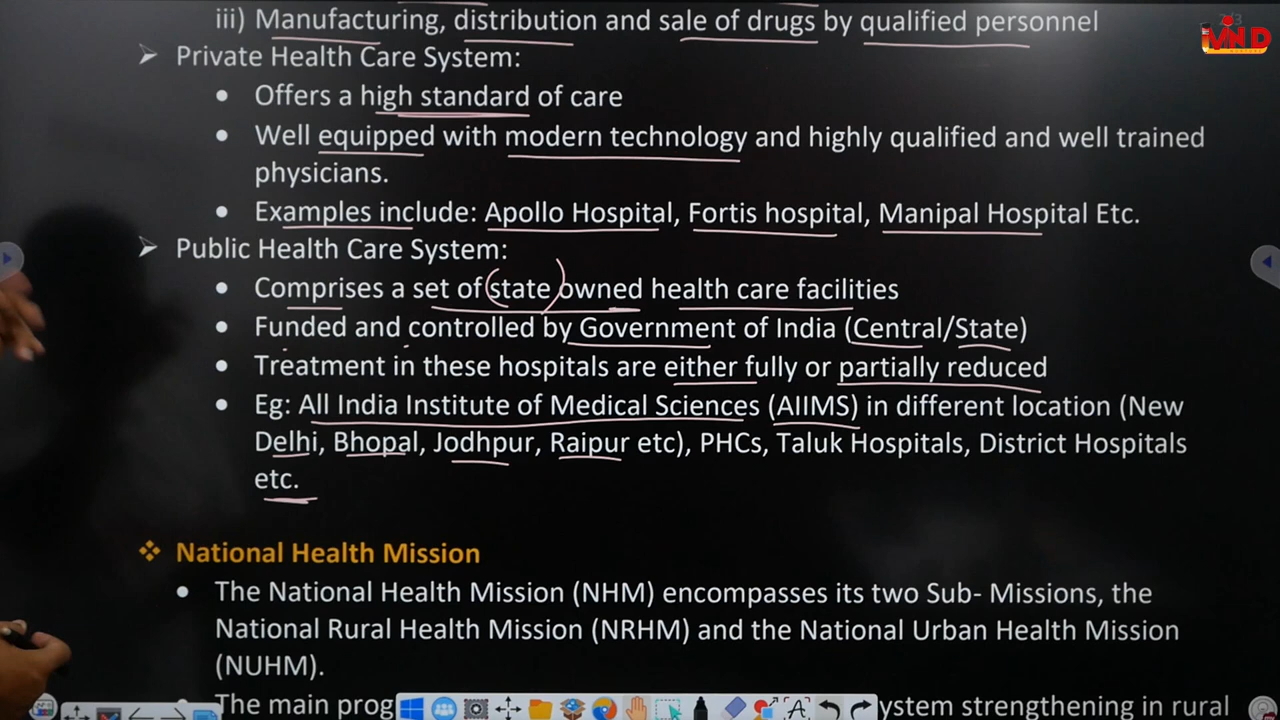 iii) Manufacturing, distribution and sale of drugs by qualified personnel
➢ Private Health Care System:
• Offers a high standard of care
• Well equipped with modern technology and highly qualified and well trained
physicians.
• Examples include: Apollo Hospital, Fortis hospital, Manipal Hospital Etc.
➢ Public Health Care System:
• Comprises a set of (state) owned health care facilities
• Funded and controlled by Government of India (Central/State)
• Treatment in these hospitals are either fully or partially reduced
• Eg: All India Institute of Medical Sciences (AIIMS) in different location (New
Delhi, Bhopal, Jodhpur, Raipur etc), PHCs, Taluk Hospitals, District Hospitals
etc.
❖ National Health Mission
• The National Health Mission (NHM) encompasses its two Sub- Missions, the
National Rural Health Mission (NRHM) and the National Urban Health Mission
(NUHM).
• The main prog ystem strengthening in rural